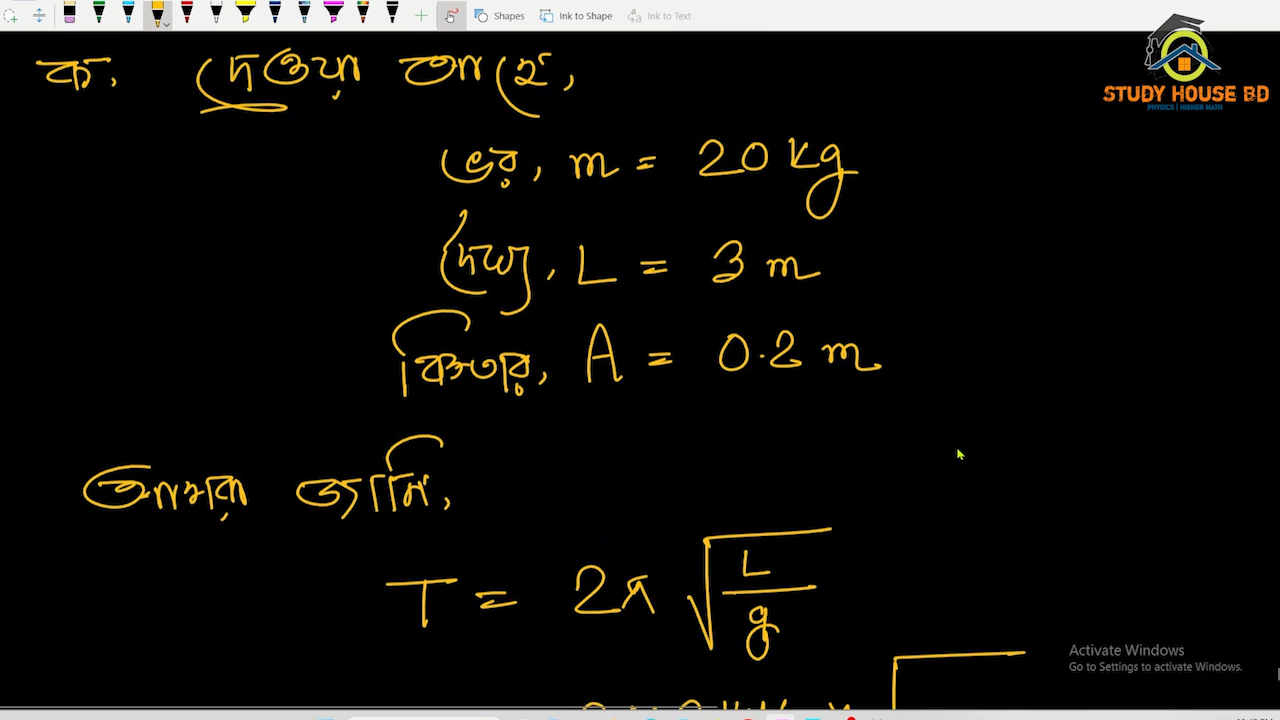 Shapes Ink to Shape Ink to Text
STUDY HOUSE BD
PHYSICS | HIGHER MATH
ক. দেওয়া আছে,
ভর, m = 20 kg
দৈর্ঘ্য, L = 3 m
বিস্তার, A = 0.2 m
আমরা জানি,
T = 2π √(L/g)
Activate Windows
Go to Settings to activate Windows.